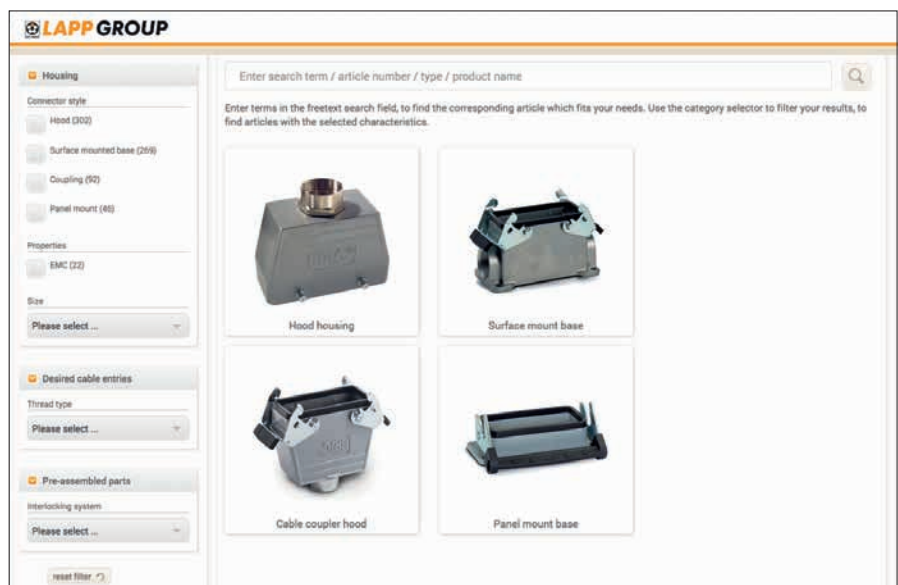 LAPP GROUP
Housing
Connector style
Hood (302)
Surface mounted base (269)
Coupling (92)
Panel mount (45)
Properties
EMC (22)
Size
Please select ...
Desired cable entries
Thread type
Please select ...
Pre-assembled parts
Interlocking system
Please select ...
reset filter
Enter search term / article number / type / product name
Enter terms in the freetext search field, to find the corresponding article which fits your needs. Use the category selector to filter your results, to
find articles with the selected characteristics.
Hood housing
Surface mount base
Cable coupler hood
Panel mount base